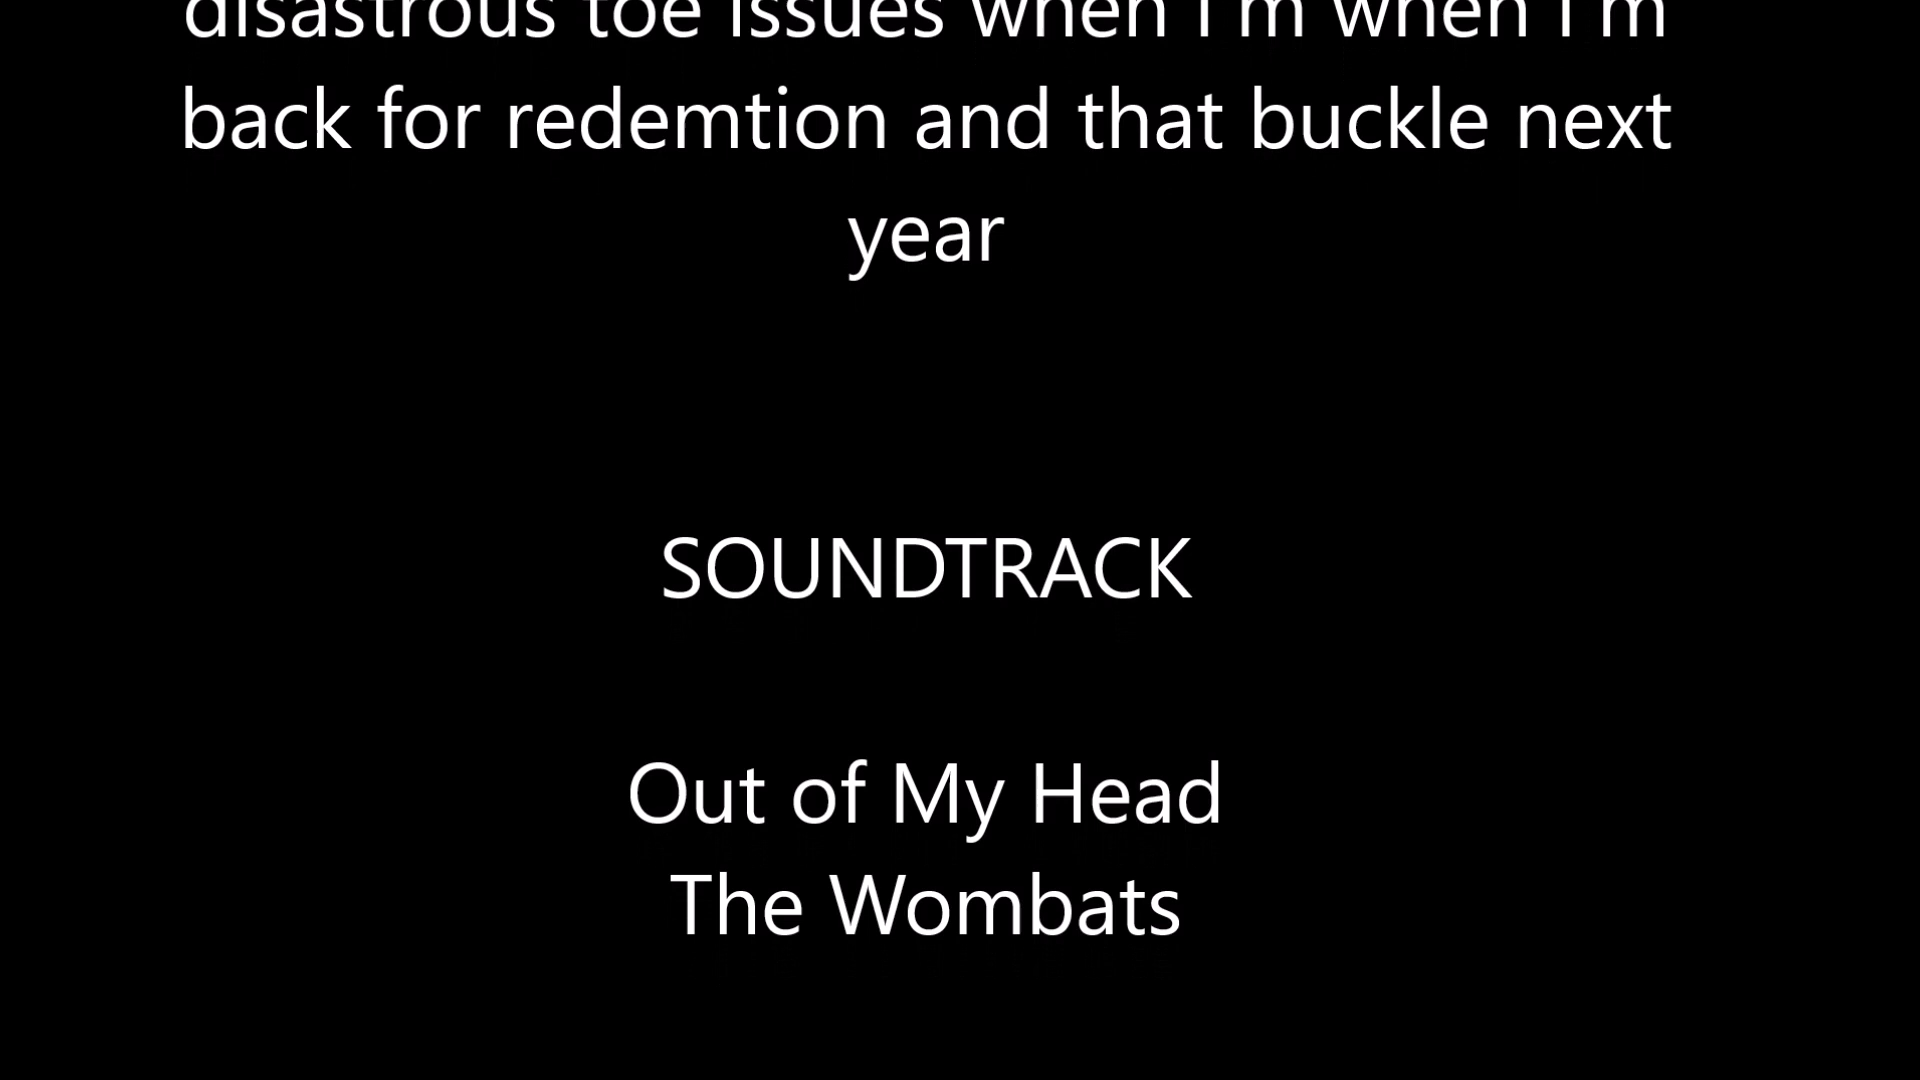 disastrous toe issues when I'm when I'm
back for redemtion and that buckle next
year
SOUNDTRACK
Out of My Head
The Wombats